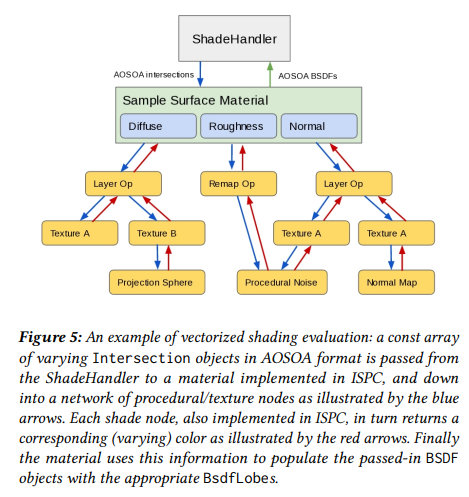 ShadeHandler
AOSOA intersections
AOSOA BSDFs
Sample Surface Material
Diffuse
Roughness
Normal
Layer Op
Remap Op
Layer Op
Texture A
Texture B
Texture A
Texture A
Projection Sphere
Procedural Noise
Normal Map
Figure 5: An example of vectorized shading evaluation: a const array
of varying Intersection objects in AOSOA format is passed from
the ShadeHandler to a material implemented in ISPC, and down
into a network of procedural/texture nodes as illustrated by the blue
arrows. Each shade node, also implemented in ISPC, in turn returns a
corresponding (varying) color as illustrated by the red arrows. Finally
the material uses this information to populate the passed-in BSDF
objects with the appropriate BsdfLobes.